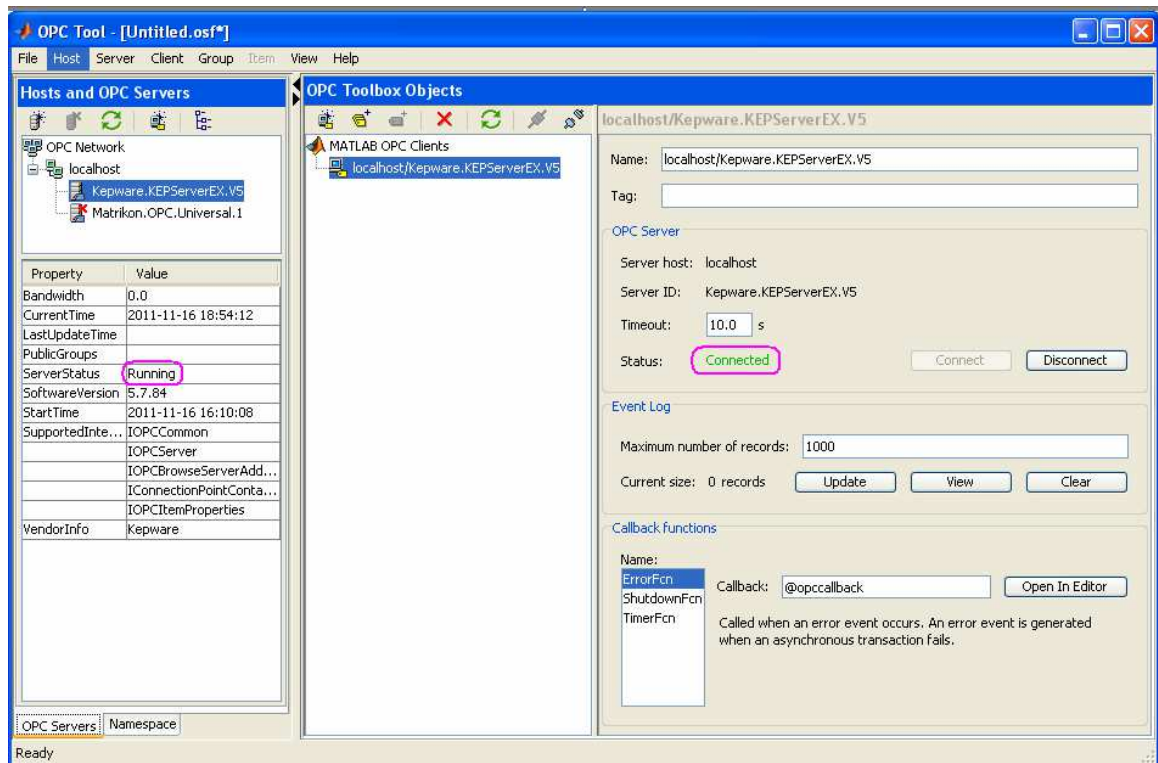 OPC Tool - [Untitled.osf*]
File Host Server Client Group Item View Help
Hosts and OPC Servers
OPC Network
localhost
Kepware.KEPServerEX.V5
Matrikon.OPC.Universal.1
Property Value
Bandwidth 0.0
CurrentTime 2011-11-16 18:54:12
LastUpdateTime
PublicGroups
ServerStatus Running
SoftwareVersion 5.7.84
StartTime 2011-11-16 16:10:08
SupportedInte... IOPCCommon
IOPCServer
IOPCBrowseServerAdd...
IConnectionPointConta...
IOPCItemProperties
VendorInfo Kepware
OPC Servers Namespace
Ready
OPC Toolbox Objects
MATLAB OPC Clients
localhost/Kepware.KEPServerEX.V5
localhost/Kepware.KEPServerEX.V5
Name: localhost/Kepware.KEPServerEX.V5
Tag:
OPC Server
Server host: localhost
Server ID: Kepware.KEPServerEX.V5
Timeout: 10.0 s
Status: Connected Connect Disconnect
Event Log
Maximum number of records: 1000
Current size: 0 records Update View Clear
Callback functions
Name:
ErrorFcn
ShutdownFcn
TimerFcn
Callback: @opccallback Open In Editor
Called when an error event occurs. An error event is generated
when an asynchronous transaction fails.